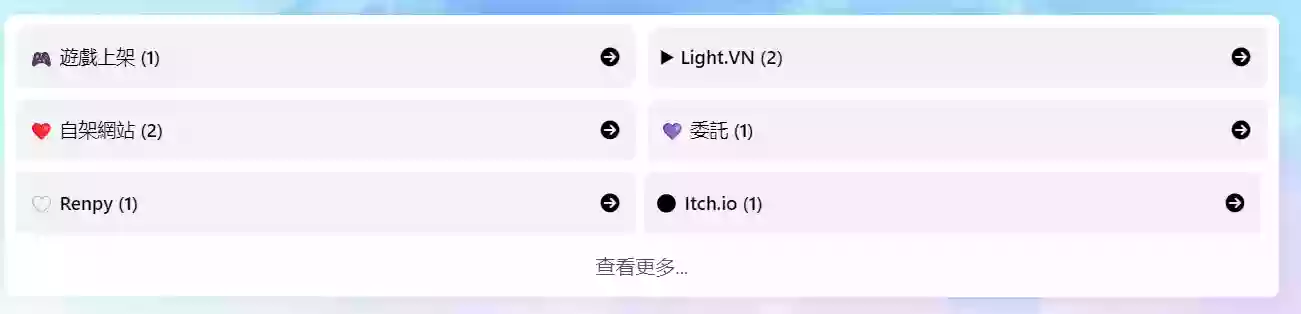 🎮 遊戲上架 (1)
▶ Light.VN (2)
❤️ 自架網站 (2)
💜 委託 (1)
🤍 Renpy (1)
⚫ Itch.io (1)
查看更多...